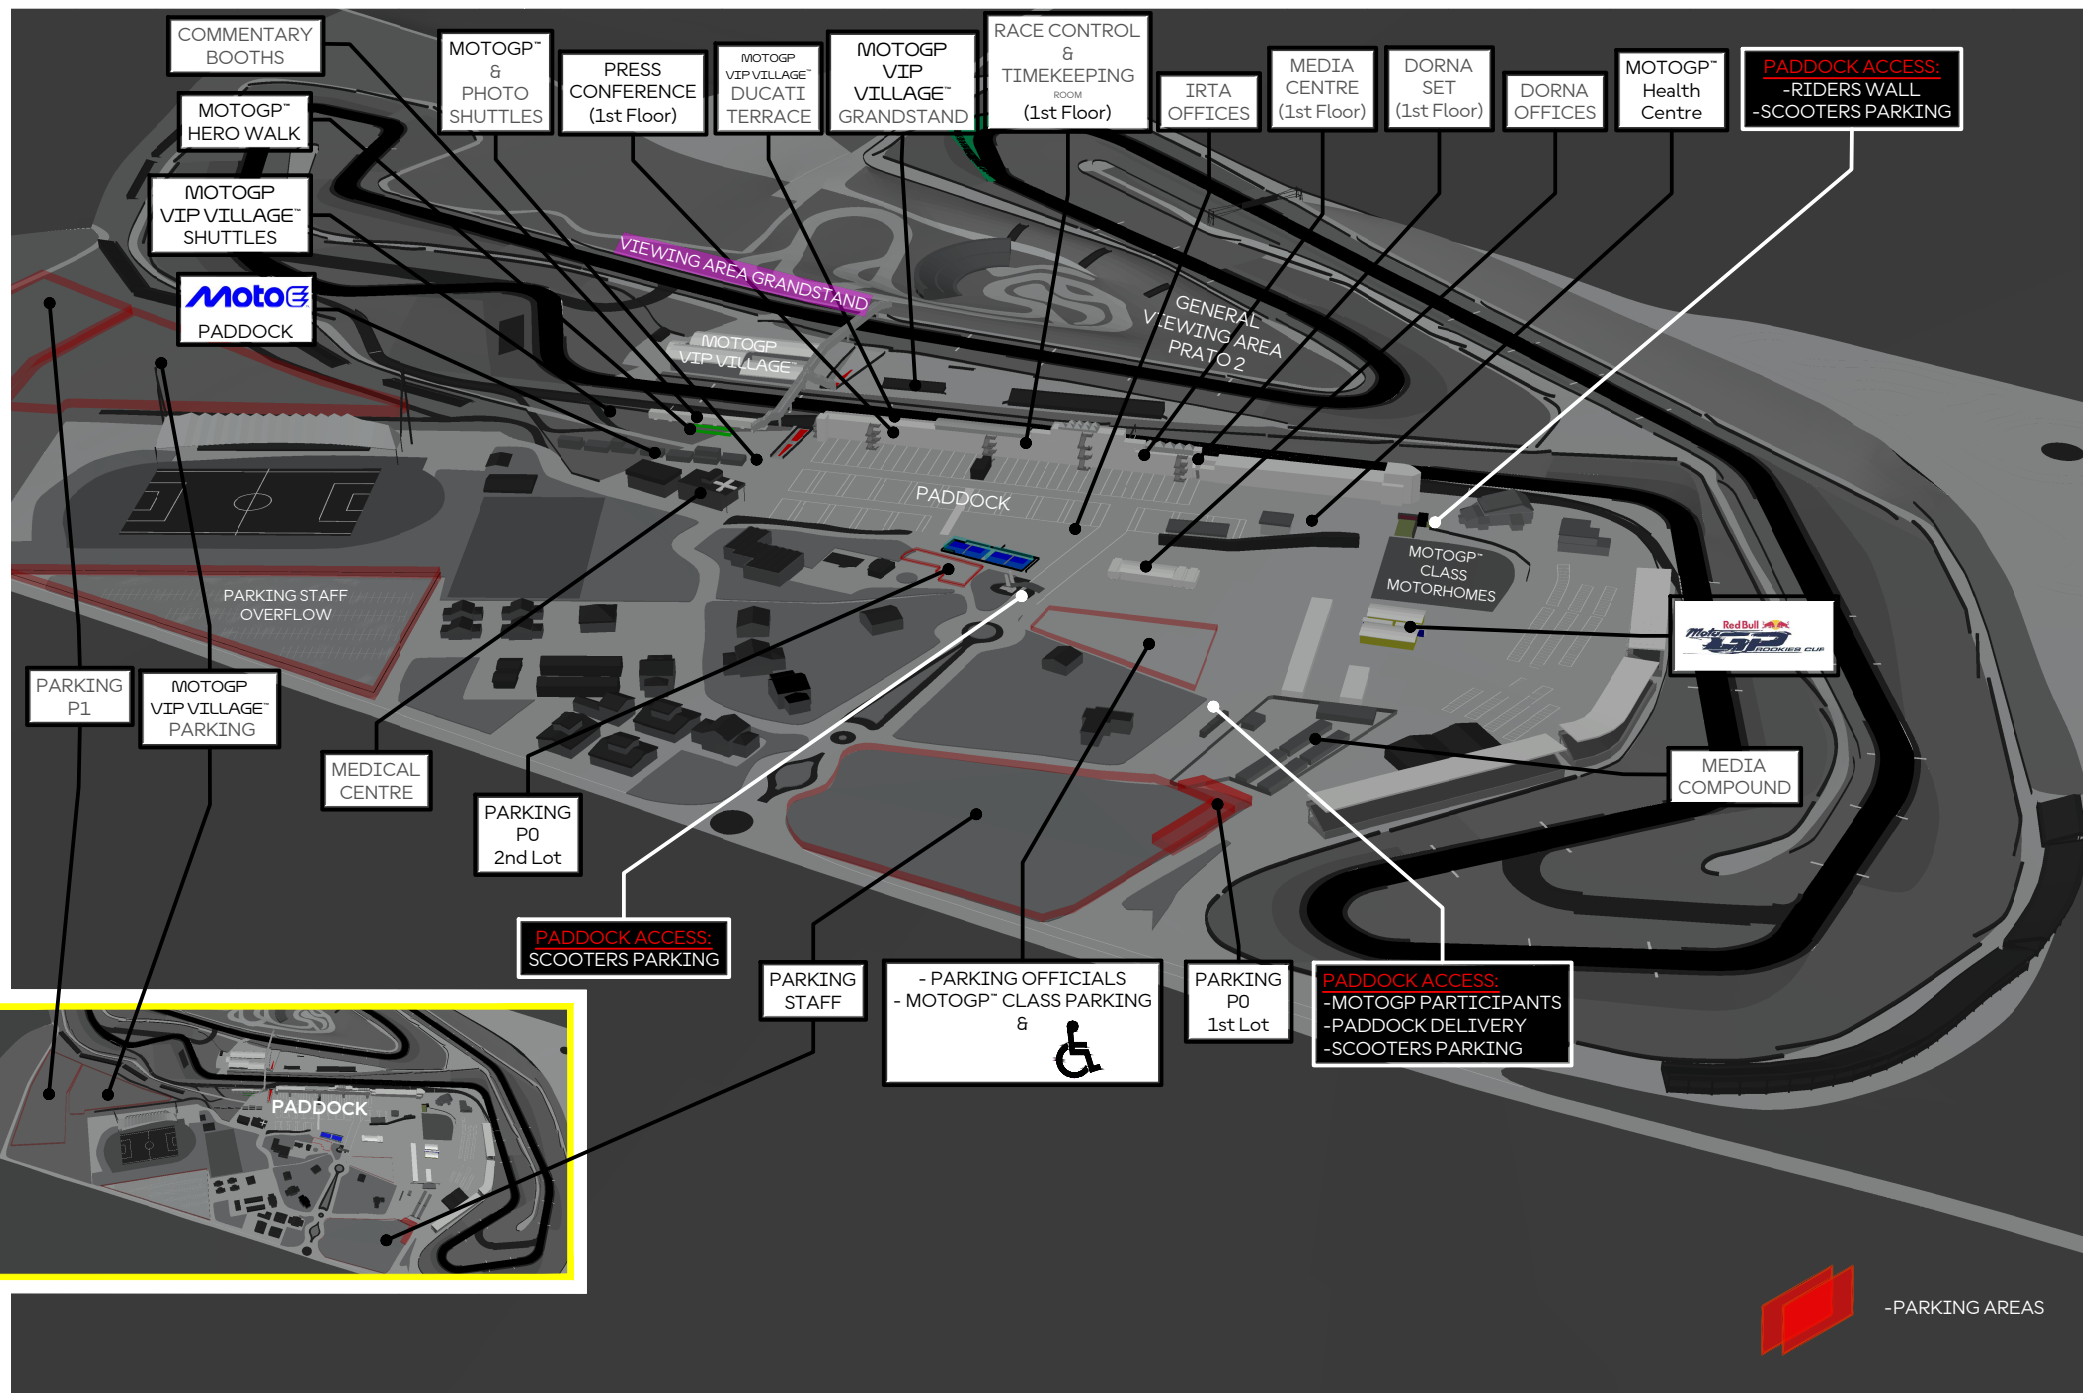 COMMENTARY
BOOTHS
MOTOGP™
&
PHOTO
SHUTTLES
PRESS
CONFERENCE
(1st Floor)
MOTOGP
VIP VILLAGE™
DUCATI
TERRACE
MOTOGP
VIP
VILLAGE™
GRANDSTAND
RACE CONTROL
&
TIMEKEEPING
ROOM
(1st Floor)
IRTA
OFFICES
MEDIA
CENTRE
(1st Floor)
DORNA
SET
(1st Floor)
DORNA
OFFICES
MOTOGP™
Health
Centre
PADDOCK ACCESS:
-RIDERS WALL
-SCOOTERS PARKING
MOTOGP™
HERO WALK
MOTOGP
VIP VILLAGE™
SHUTTLES
MotoE
PADDOCK
VIEWING AREA GRANDSTAND
GENERAL
VIEWING AREA
PRATO 2
MOTOGP
VIP VILLAGE™
PADDOCK
MOTOGP™
CLASS
MOTORHOMES
PARKING STAFF
OVERFLOW
Red Bull
MotoGP
ROOKIES CUP
PARKING
P1
MOTOGP
VIP VILLAGE™
PARKING
MEDICAL
CENTRE
PARKING
P0
2nd Lot
MEDIA
COMPOUND
PADDOCK ACCESS:
SCOOTERS PARKING
PARKING
STAFF
- PARKING OFFICIALS
- MOTOGP™ CLASS PARKING
&
PARKING
P0
1st Lot
PADDOCK ACCESS:
-MOTOGP PARTICIPANTS
-PADDOCK DELIVERY
-SCOOTERS PARKING
PADDOCK
-PARKING AREAS